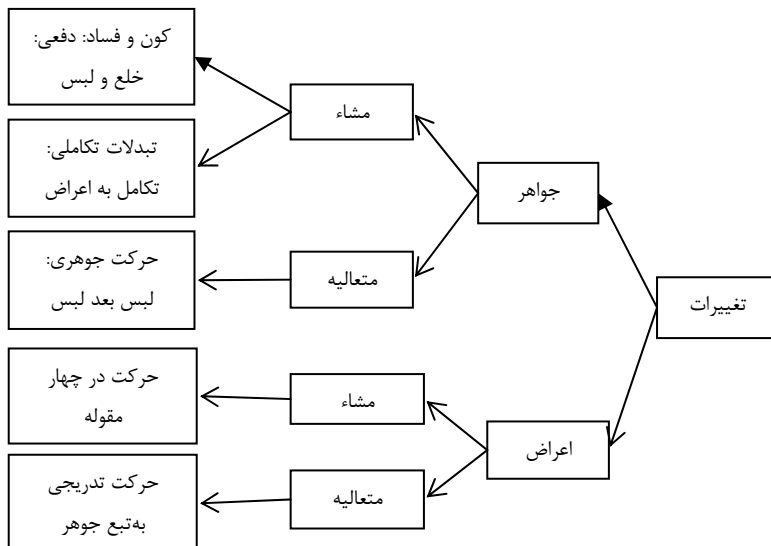 تغییرات
جواهر
مشاء
کون و فساد: دفعی:
خلع و لبس
تبدلات تکاملی:
تکامل به اعراض
متعالیه
حرکت جوهری:
لبس بعد لبس
اعراض
مشاء
حرکت در چهار
مقوله
متعالیه
حرکت تدریجی
به‌تبع جوهر